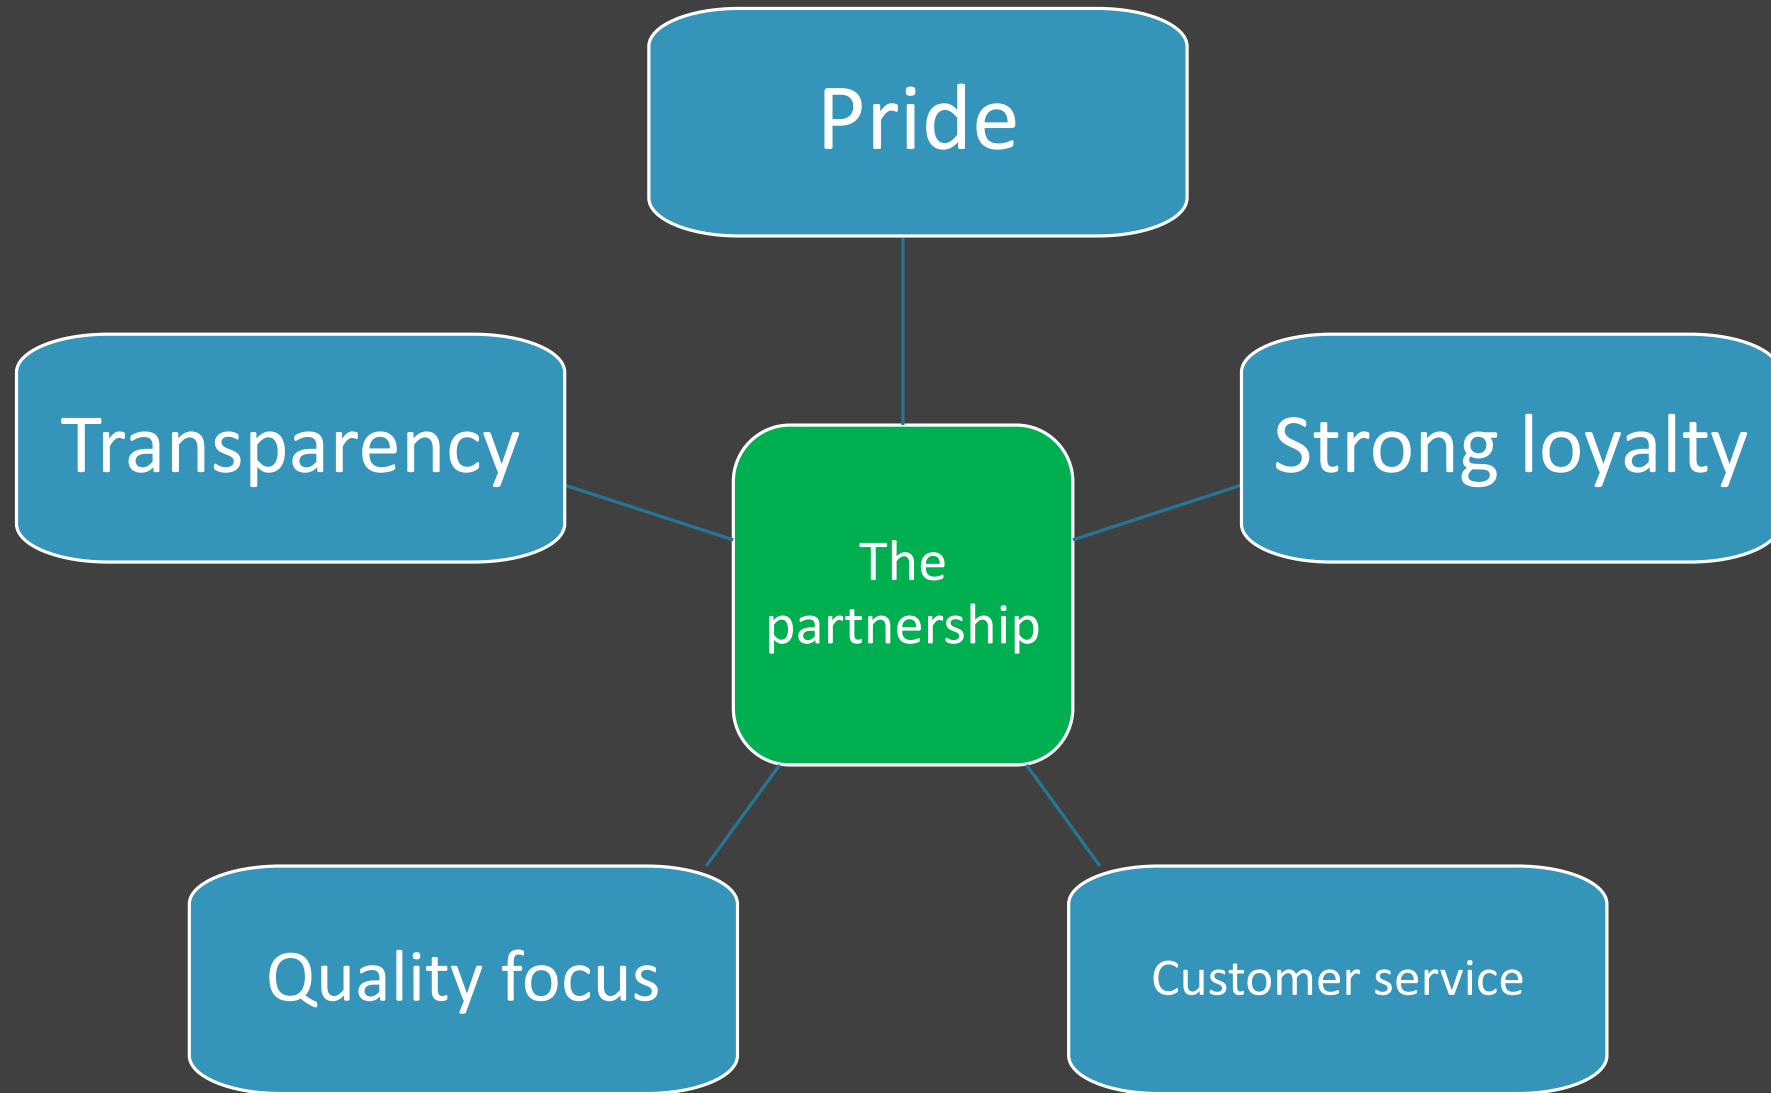 Pride
Transparency
Strong loyalty
The
partnership
Quality focus
Customer service